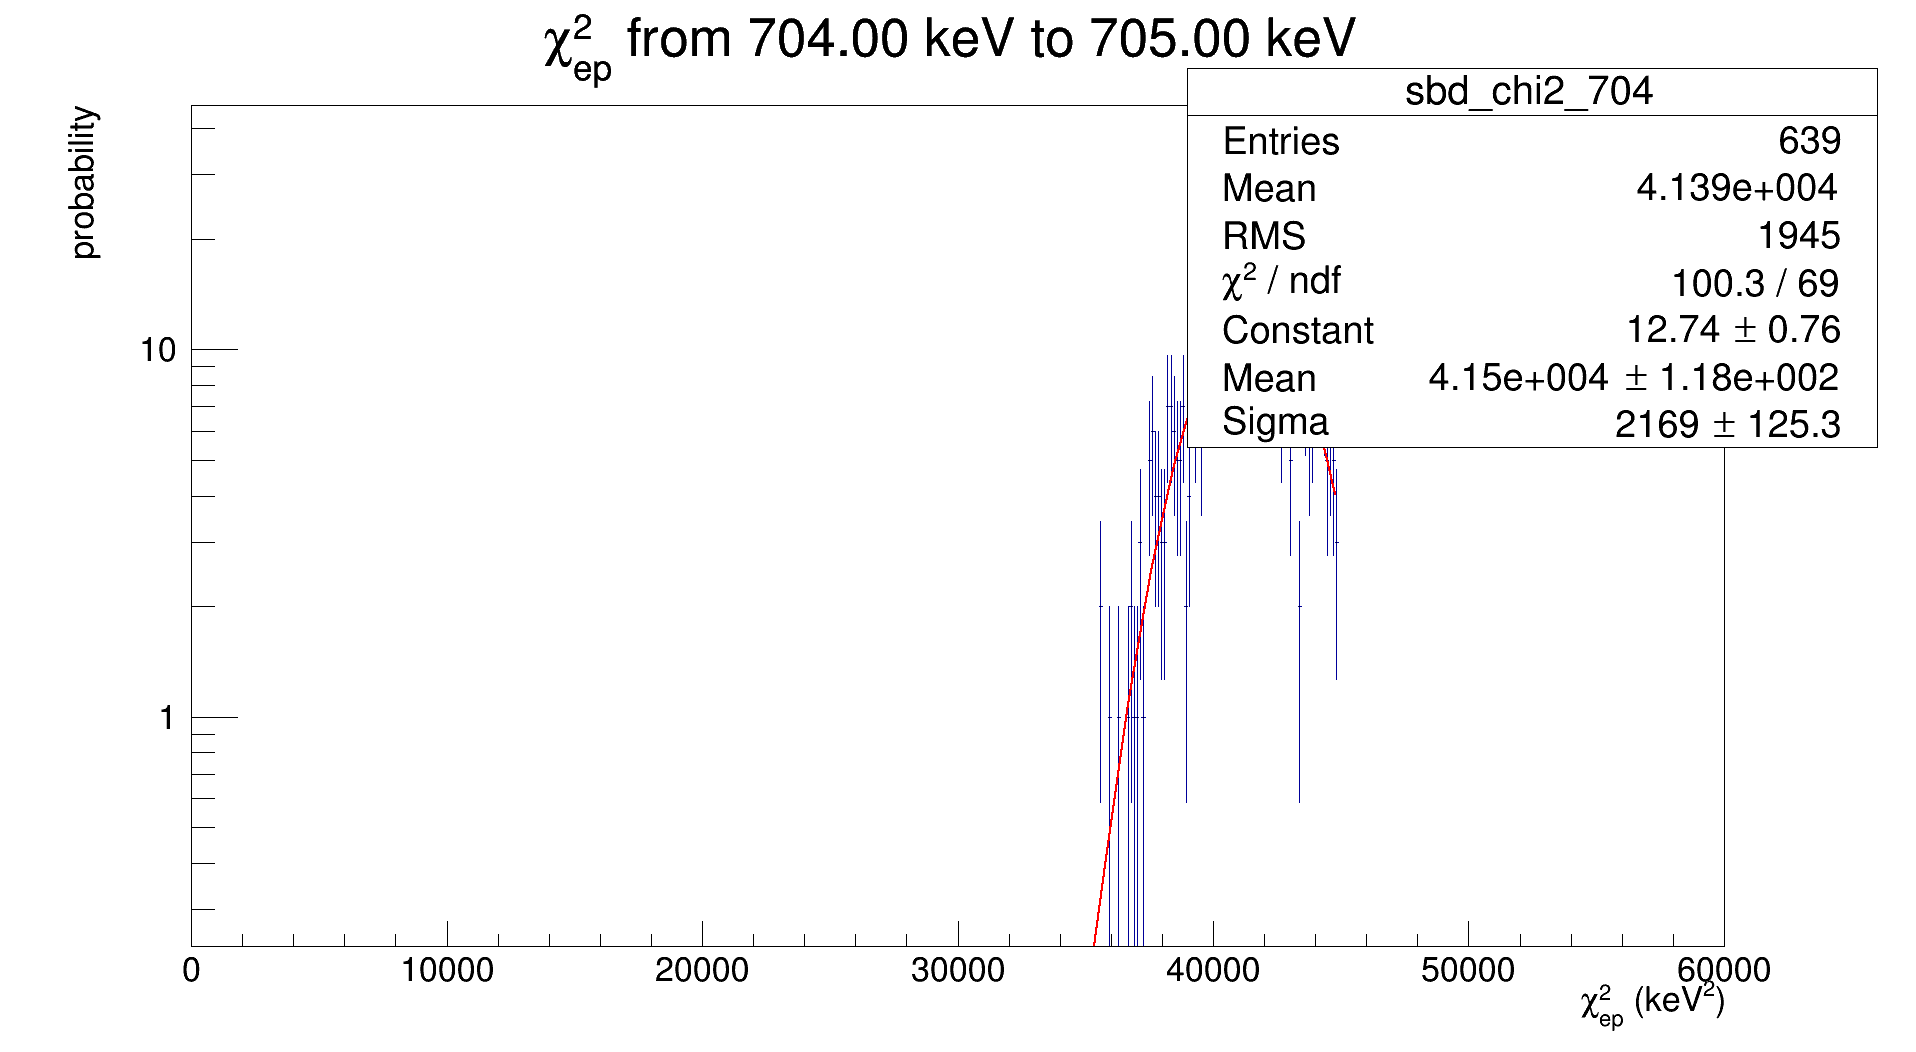 χ²ep from 704.00 keV to 705.00 keV
probability
sbd_chi2_704
Entries 639
Mean 4.139e+004
RMS 1945
χ² / ndf 100.3 / 69
Constant 12.74 ± 0.76
Mean 4.15e+004 ± 1.18e+002
Sigma 2169 ± 125.3
10
1
0 10000 20000 30000 40000 50000 60000
χ²ep (keV²)